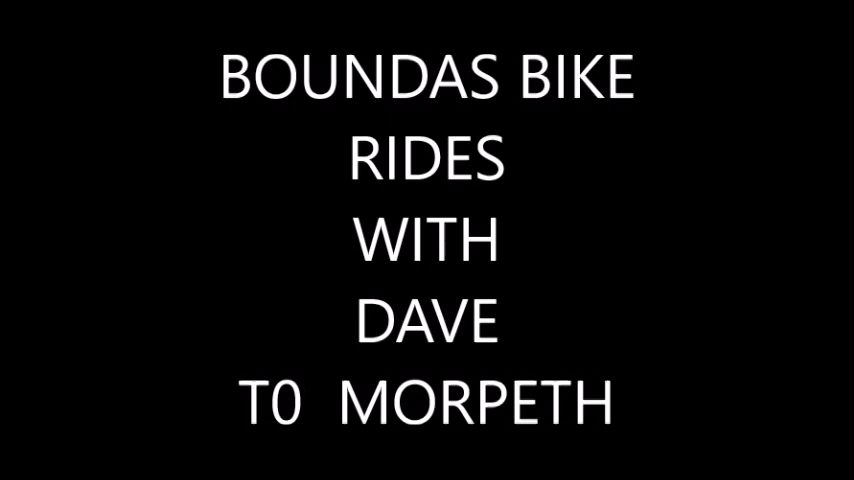 BOUNDAS BIKE
RIDES
WITH
DAVE
T0  MORPETH